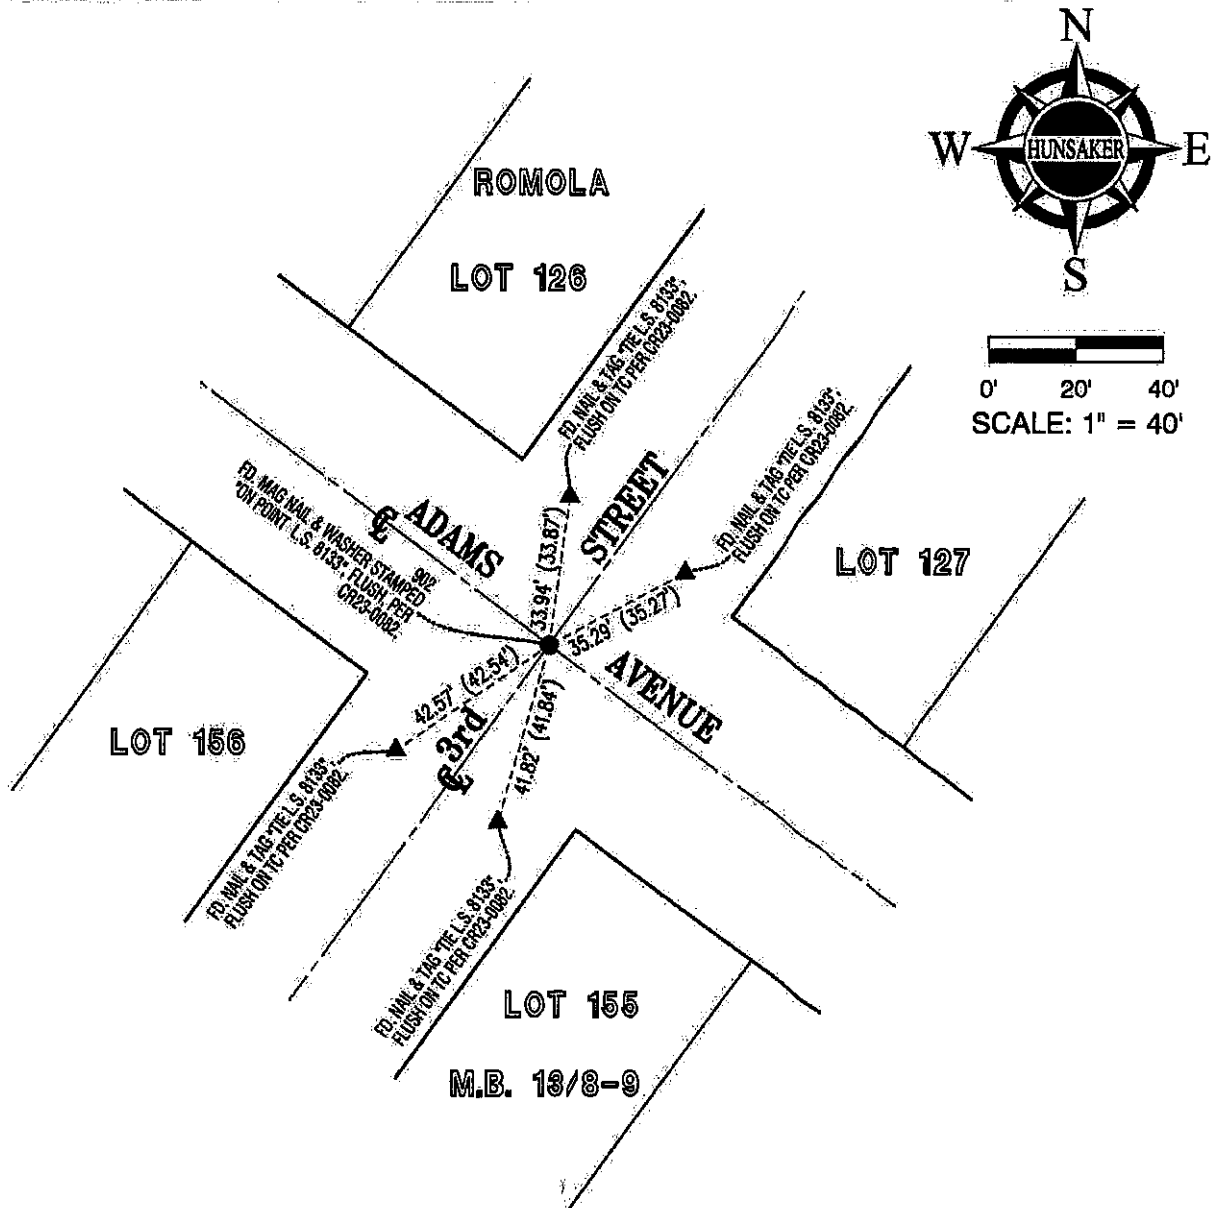 N
W
HUNSAKER
E
S
ROMOLA
LOT 126
FD. NAIL & TAG "TIE L.S. 8133",
FLUSH ON TC PER CR23-0082.
0' 20' 40'
SCALE: 1" = 40'
FD. NAIL & TAG "TIE L.S. 8133",
FLUSH ON TC PER CR23-0082.
902
FD. MAG NAIL & WASHER STAMPED
"ON POINT L.S. 8133", FLUSH, PER
CR23-0082.
CL
ADAMS
STREET
33.94' (33.87')
LOT 127
35.29' (35.27')
AVENUE
42.57' (42.54')
3rd
CL
41.82' (41.84')
LOT 156
FD. NAIL & TAG "TIE L.S. 8133",
FLUSH ON TC PER CR23-0082.
FD. NAIL & TAG "TIE L.S. 8133",
FLUSH ON TC PER CR23-0082.
LOT 155
M.B. 13/8-9